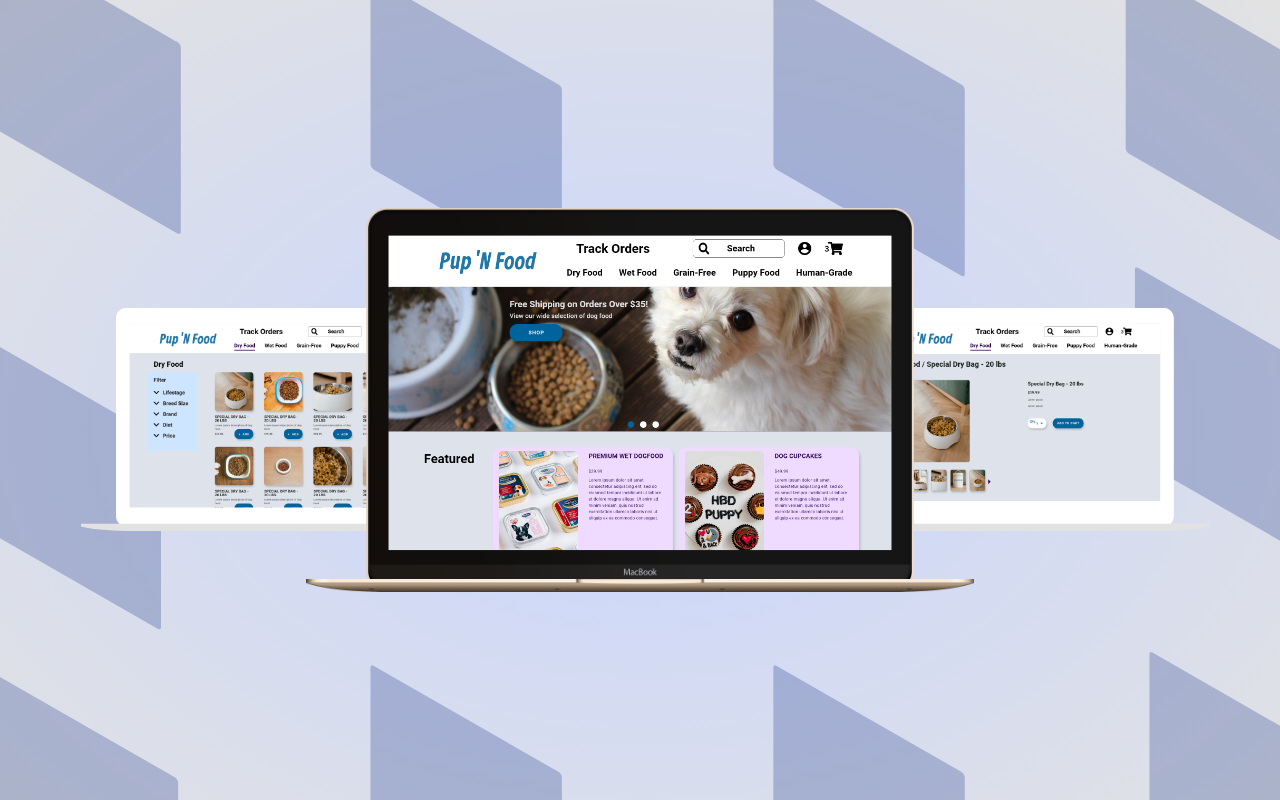 Track Orders
Search
3
Pup 'N Food
Dry Food
Wet Food
Grain-Free
Puppy Food
Human-Grade
Free Shipping on Orders Over $35!
View our wide selection of dog food
SHOP
Featured
PREMIUM WET DOGFOOD
DOG CUPCAKES
Lorem ipsum dolor sit amet,
consectetur adipiscing elit, sed do
eiusmod tempor incididunt ut labore
et dolore magna aliqua. Ut enim ad
minim veniam, quis nostrud
exercitation ullamco laboris nisi ut
aliquip ex ea commodo consequat.
$49.99
Lorem ipsum dolor sit amet,
consectetur adipiscing elit, sed do
eiusmod tempor incididunt ut labore
et dolore magna aliqua. Ut enim ad
minim veniam, quis nostrud
exercitation ullamco laboris nisi ut
aliquip ex ea commodo consequat.
HBD
PUPPY
MacBook
Pup 'N Food
Track Orders
Search
Dry Food
Wet Food
Grain-Free
Puppy Food
Dry Food
Filter
Lifestage
Breed Size
Brand
Diet
Price
SPECIAL DRY BAG -
20 LBS
SPECIAL DRY BAG -
20 LBS
SPECIAL DRY BAG -
20 LBS
+ ADD
+ ADD
+ ADD
SPECIAL DRY BAG -
20 LBS
SPECIAL DRY BAG -
20 LBS
SPECIAL DRY BAG -
20 LBS
'N Food
Track Orders
Search
Dry Food
Wet Food
Grain-Free
Puppy Food
Human-Grade
od / Special Dry Bag - 20 lbs
Special Dry Bag - 20 lbs
ADD TO CART